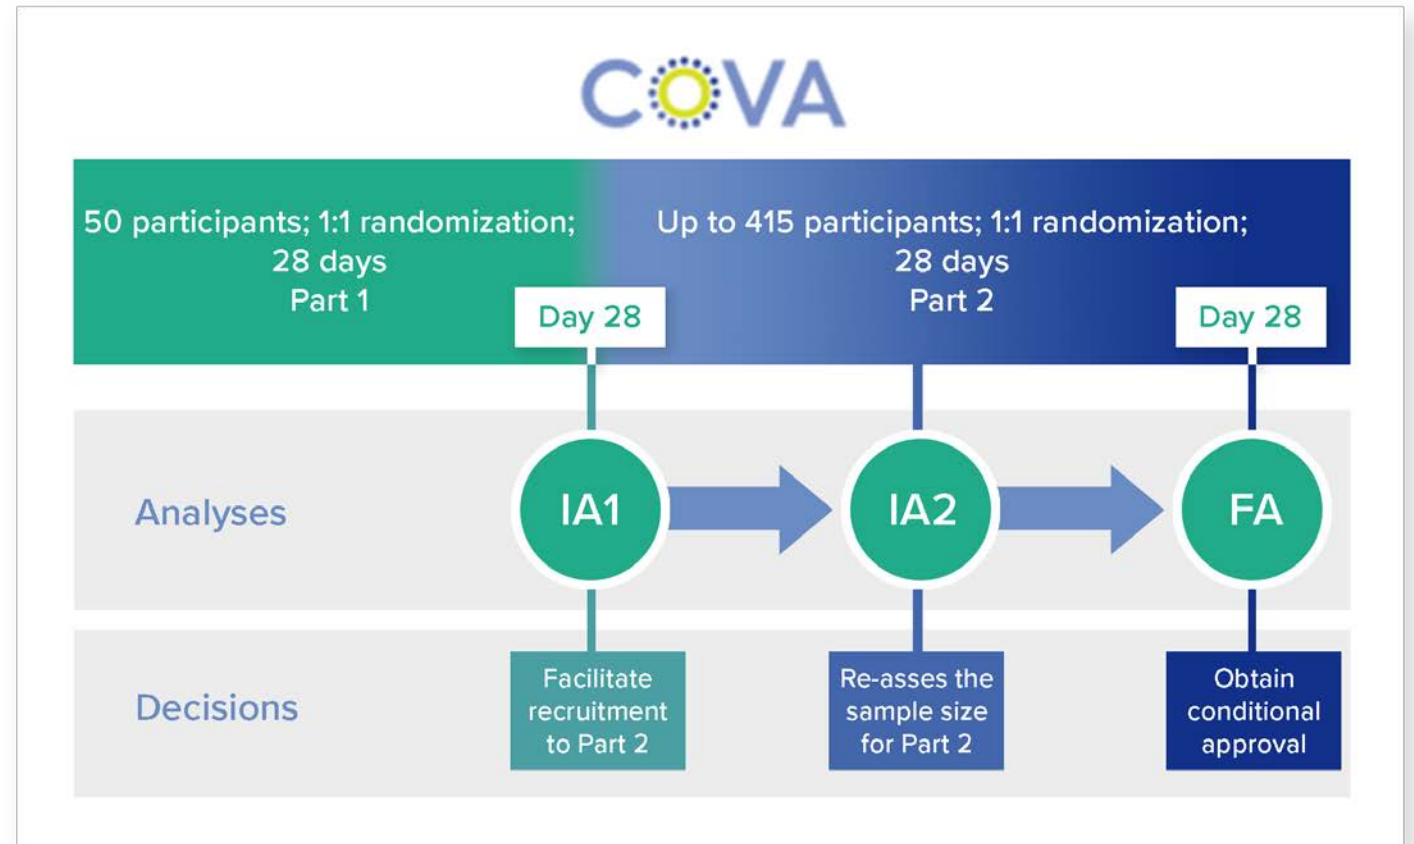 COVA
50 participants; 1:1 randomization;
28 days
Part 1
Up to 415 participants; 1:1 randomization;
28 days
Part 2
Day 28
Day 28
Analyses
IA1
IA2
FA
Decisions
Facilitate
recruitment
to Part 2
Re-asses the
sample size
for Part 2
Obtain
conditional
approval